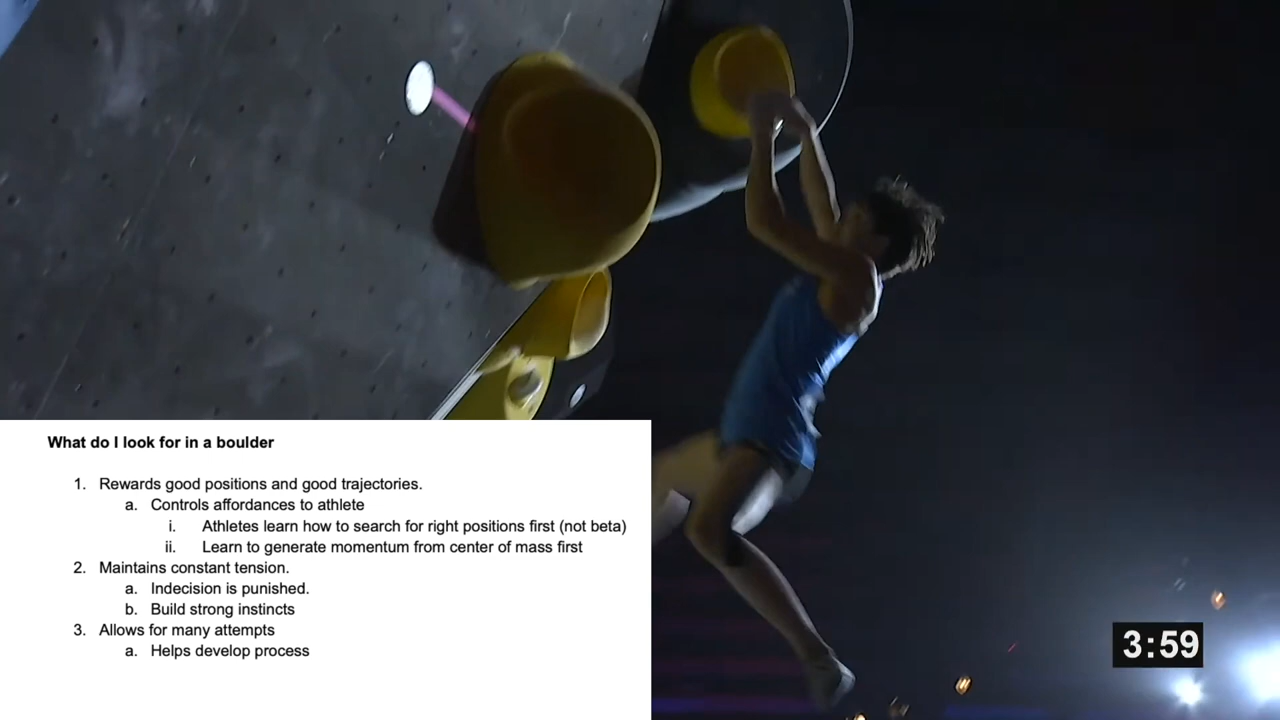 What do I look for in a boulder
1. Rewards good positions and good trajectories.
a. Controls affordances to athlete
i. Athletes learn how to search for right positions first (not beta)
ii. Learn to generate momentum from center of mass first
2. Maintains constant tension.
a. Indecision is punished.
b. Build strong instincts
3. Allows for many attempts
a. Helps develop process
3:59